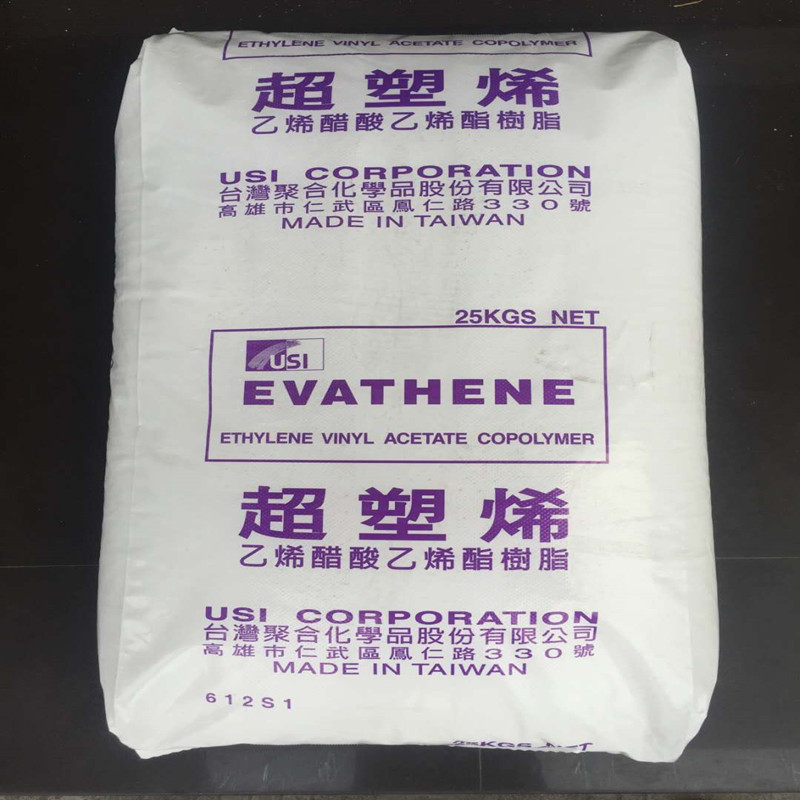 ETHYLENE VINYL ACETATE COPOLYMER
超塑烯
乙烯醋酸乙烯酯樹脂
USI CORPORATION
台灣聚合化學品股份有限公司
高雄市仁武區鳳仁路330號
MADE IN TAIWAN
25KGS NET
USI
EVATHENE
ETHYLENE VINYL ACETATE COPOLYMER
超塑烯
乙烯醋酸乙烯酯樹脂
USI CORPORATION
台灣聚合化學品股份有限公司
高雄市仁武區鳳仁路330號
MADE IN TAIWAN
612S1
25KGS NET